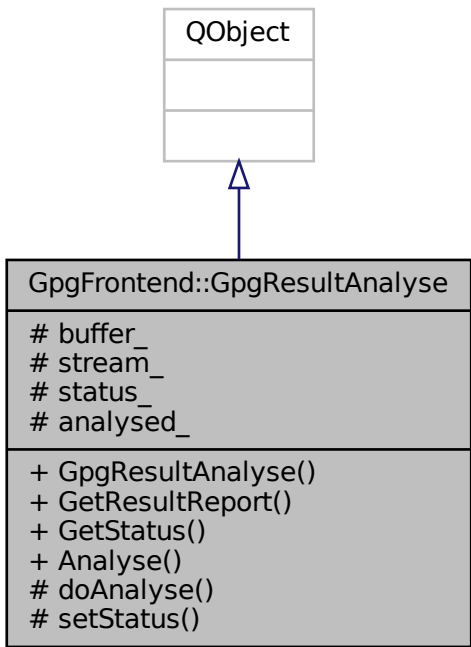 QObject
GpgFrontend::GpgResultAnalyse
# buffer_
# stream_
# status_
# analysed_
+ GpgResultAnalyse()
+ GetResultReport()
+ GetStatus()
+ Analyse()
# doAnalyse()
# setStatus()